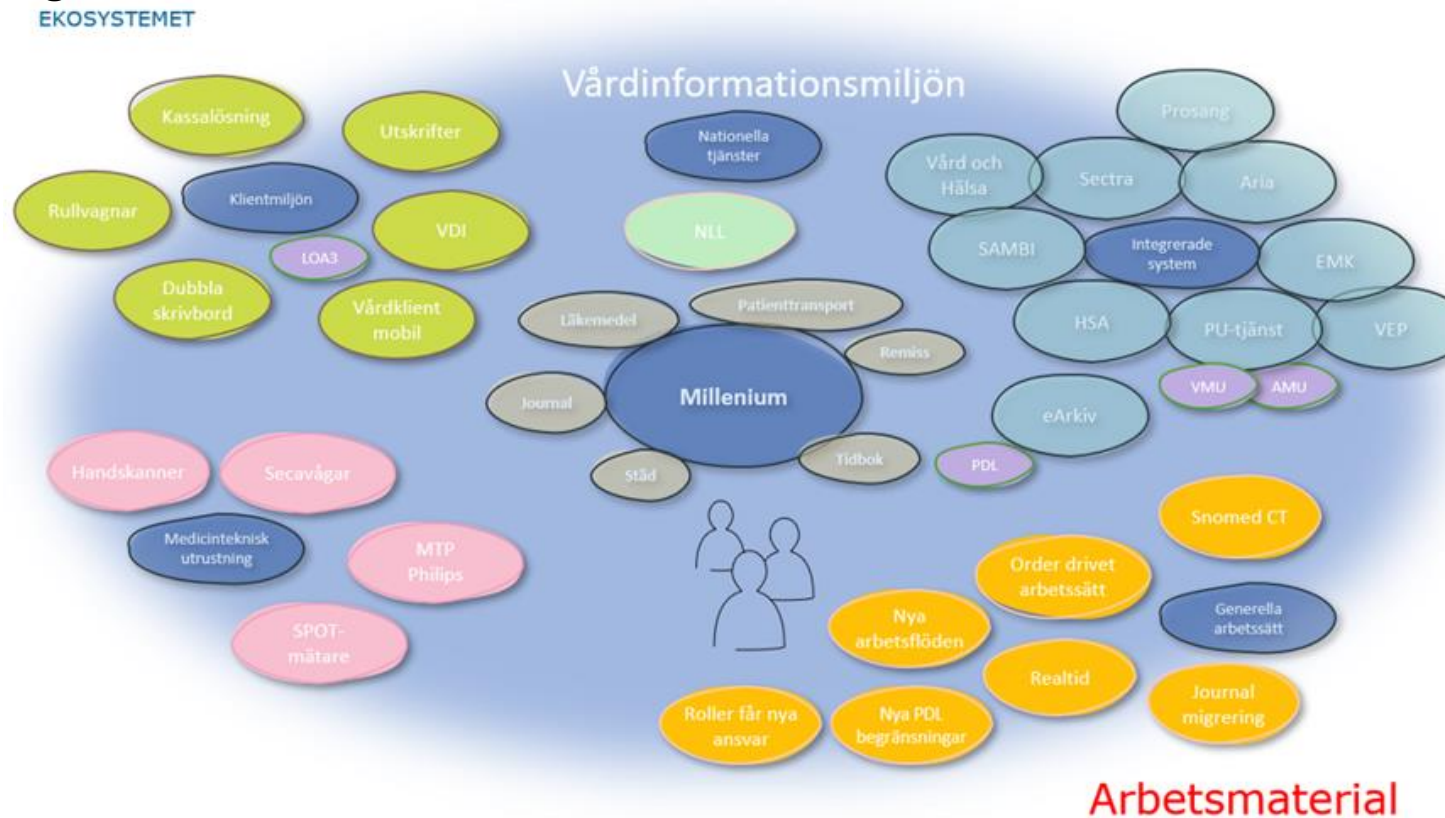 EKOSYSTEMET
Vårdinformationsmiljön
Kassalösning
Utskrifter
Klientmiljön
Rullvagnar
VDI
LOA3
Dubbla
skrivbord
Vårdklient
mobil
Nationella
tjänster
NLL
Prosang
Vård och
Hälsa
Sectra
Aria
SAMBI
Integrerade
system
EMK
HSA
PU-tjänst
VEP
VMU
AMU
eArkiv
PDL
Läkemedel
Patienttransport
Remiss
Millenium
Journal
Städ
Tidbok
Handskanner
Secavågar
Medicinteknisk
utrustning
MTP
Philips
SPOT-
mätare
Snomed CT
Order drivet
arbetssätt
Generella
arbetssätt
Nya
arbetsflöden
Realtid
Journal
migrering
Roller får nya
ansvar
Nya PDL
begränsningar
Arbetsmaterial